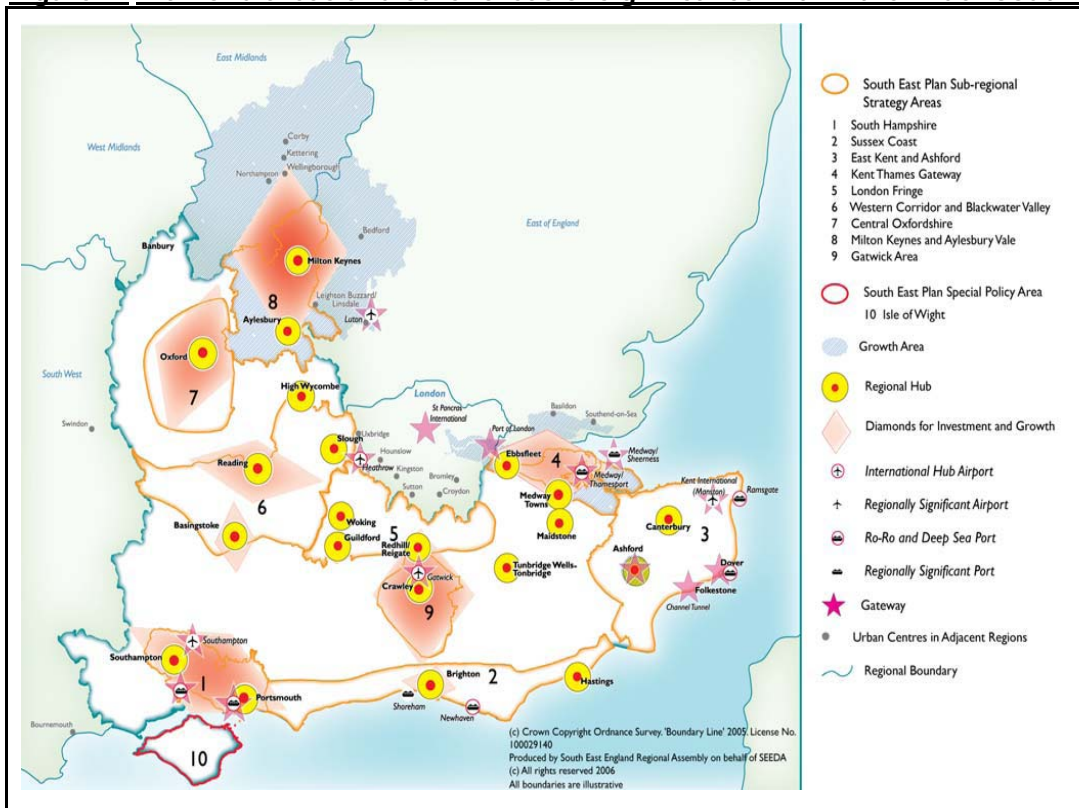 East Midlands
West Midlands
Corby
Kettering
Wellingborough
Northampton
Bedford
East of England
Banbury
Milton Keynes
8
Leighton Buzzard/
Linsdale
Luton
Aylesbury
Oxford
7
South West
Swindon
High Wycombe
London
St Pancras
International
Port of London
Basildon
Southend-on-Sea
Uxbridge
Slough
Hounslow
Heathrow
Kingston
Bromley
Sutton
Croydon
Reading
6
Ebbsfleet
4
Medway/
Sheerness
Medway/
Thamesport
Kent International
(Manston)
Ramsgate
Medway
Towns
Basingstoke
Woking
5
Guildford
Redhill/
Reigate
Maidstone
Canterbury
3
Gatwick
Crawley
9
Tunbridge Wells-
Tonbridge
Ashford
Dover
Folkestone
Channel Tunnel
Southampton
Southampton
1
Portsmouth
Brighton
2
Hastings
Shoreham
Newhaven
Bournemouth
10
(c) Crown Copyright Ordnance Survey. 'Boundary Line' 2005. License No.
100029140
Produced by South East England Regional Assembly on behalf of SEEDA
(c) All rights reserved 2006
All boundaries are illustrative
South East Plan Sub-regional
Strategy Areas
1 South Hampshire
2 Sussex Coast
3 East Kent and Ashford
4 Kent Thames Gateway
5 London Fringe
6 Western Corridor and Blackwater Valley
7 Central Oxfordshire
8 Milton Keynes and Aylesbury Vale
9 Gatwick Area
South East Plan Special Policy Area
10 Isle of Wight
Growth Area
Regional Hub
Diamonds for Investment and Growth
International Hub Airport
Regionally Significant Airport
Ro-Ro and Deep Sea Port
Regionally Significant Port
Gateway
Urban Centres in Adjacent Regions
Regional Boundary